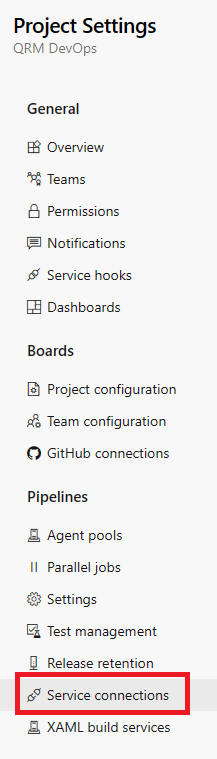 Project Settings
QRM DevOps
General
Overview
Teams
Permissions
Notifications
Service hooks
Dashboards
Boards
Project configuration
Team configuration
GitHub connections
Pipelines
Agent pools
Parallel jobs
Settings
Test management
Release retention
Service connections
XAML build services